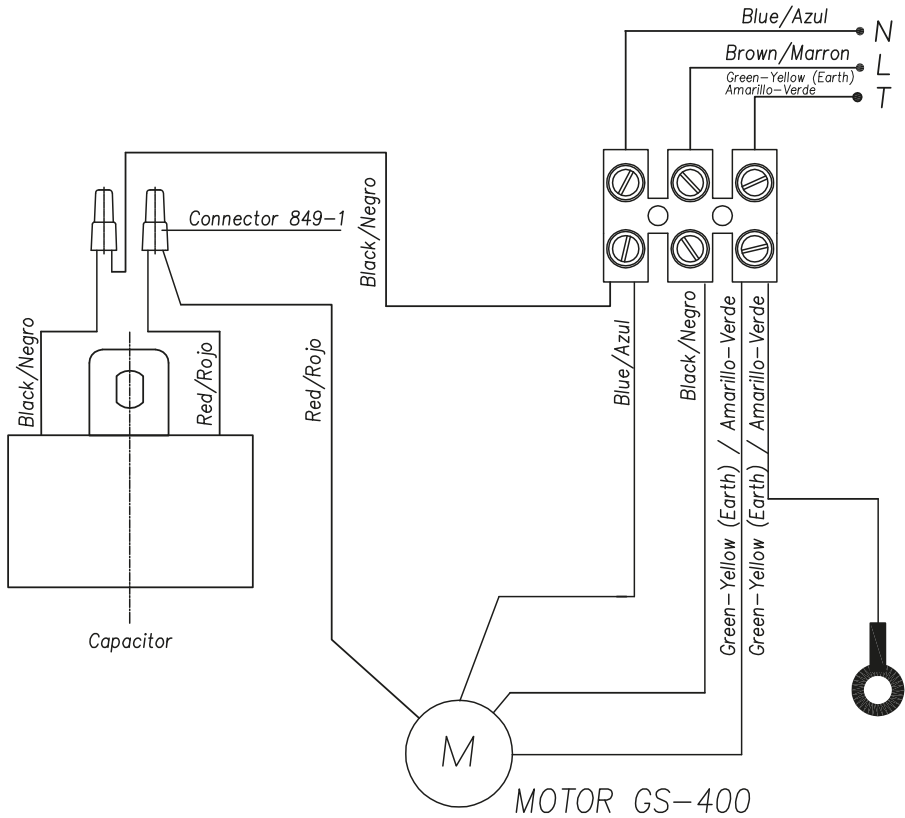 Blue/Azul
N
Brown/Marron
L
Green-Yellow (Earth)
Amarillo-Verde
T
Connector 849-1
Black/Negro
Black/Negro
Red/Rojo
Red/Rojo
Blue/Azul
Black/Negro
Green-Yellow (Earth) / Amarillo-Verde
Green-Yellow (Earth) / Amarillo-Verde
Capacitor
M
MOTOR GS-400